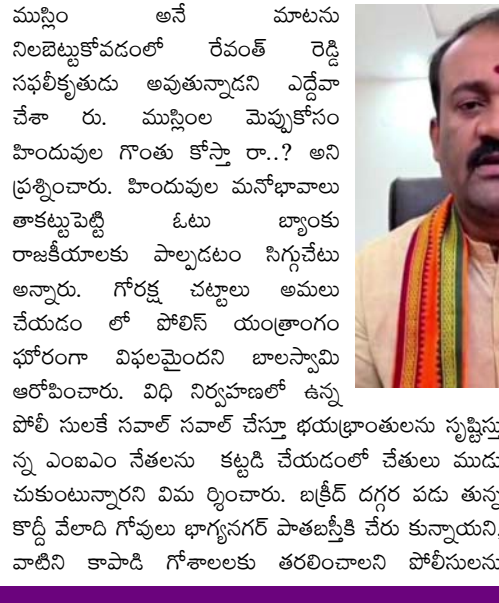 ముస్లిం అనే మాటను
నిలబెట్టుకోవడంలో రేవంత్ రెడ్డి
సఫలీకృతుడు అవుతున్నాడని ఎద్దేవా
చేశా రు. ముస్లింల మెప్పుకోసం
హిందువుల గొంతు కోస్తా రా..? అని
ప్రశ్నించారు. హిందువుల మనోభావాలు
తాకట్టుపెట్టి ఓటు బ్యాంకు
రాజకీయాలకు పాల్పడటం సిగ్గుచేటు
అన్నారు. గోరక్ష చట్టాలు అమలు
చేయడం లో పోలిస్ యంత్రాంగం
ఘోరంగా విఫలమైందని బాలస్వామి
ఆరోపించారు. విధి నిర్వహణలో ఉన్న
పోలీ సులకే సవాల్ సవాల్ చేస్తూ భయభ్రాంతులను సృష్టిస్తు
న్న ఎంఐఎం నేతలను కట్టడి చేయడంలో చేతులు ముడు
చుకుంటున్నారని విమ ర్శించారు. బక్రీద్ దగ్గర పడు తున్న
కొద్దీ వేలాది గోవులు భాగ్యనగర్ పాతబస్తీకి చేరు కున్నాయని,
వాటిని కాపాడి గోశాలలకు తరలించాలని పోలీసులను